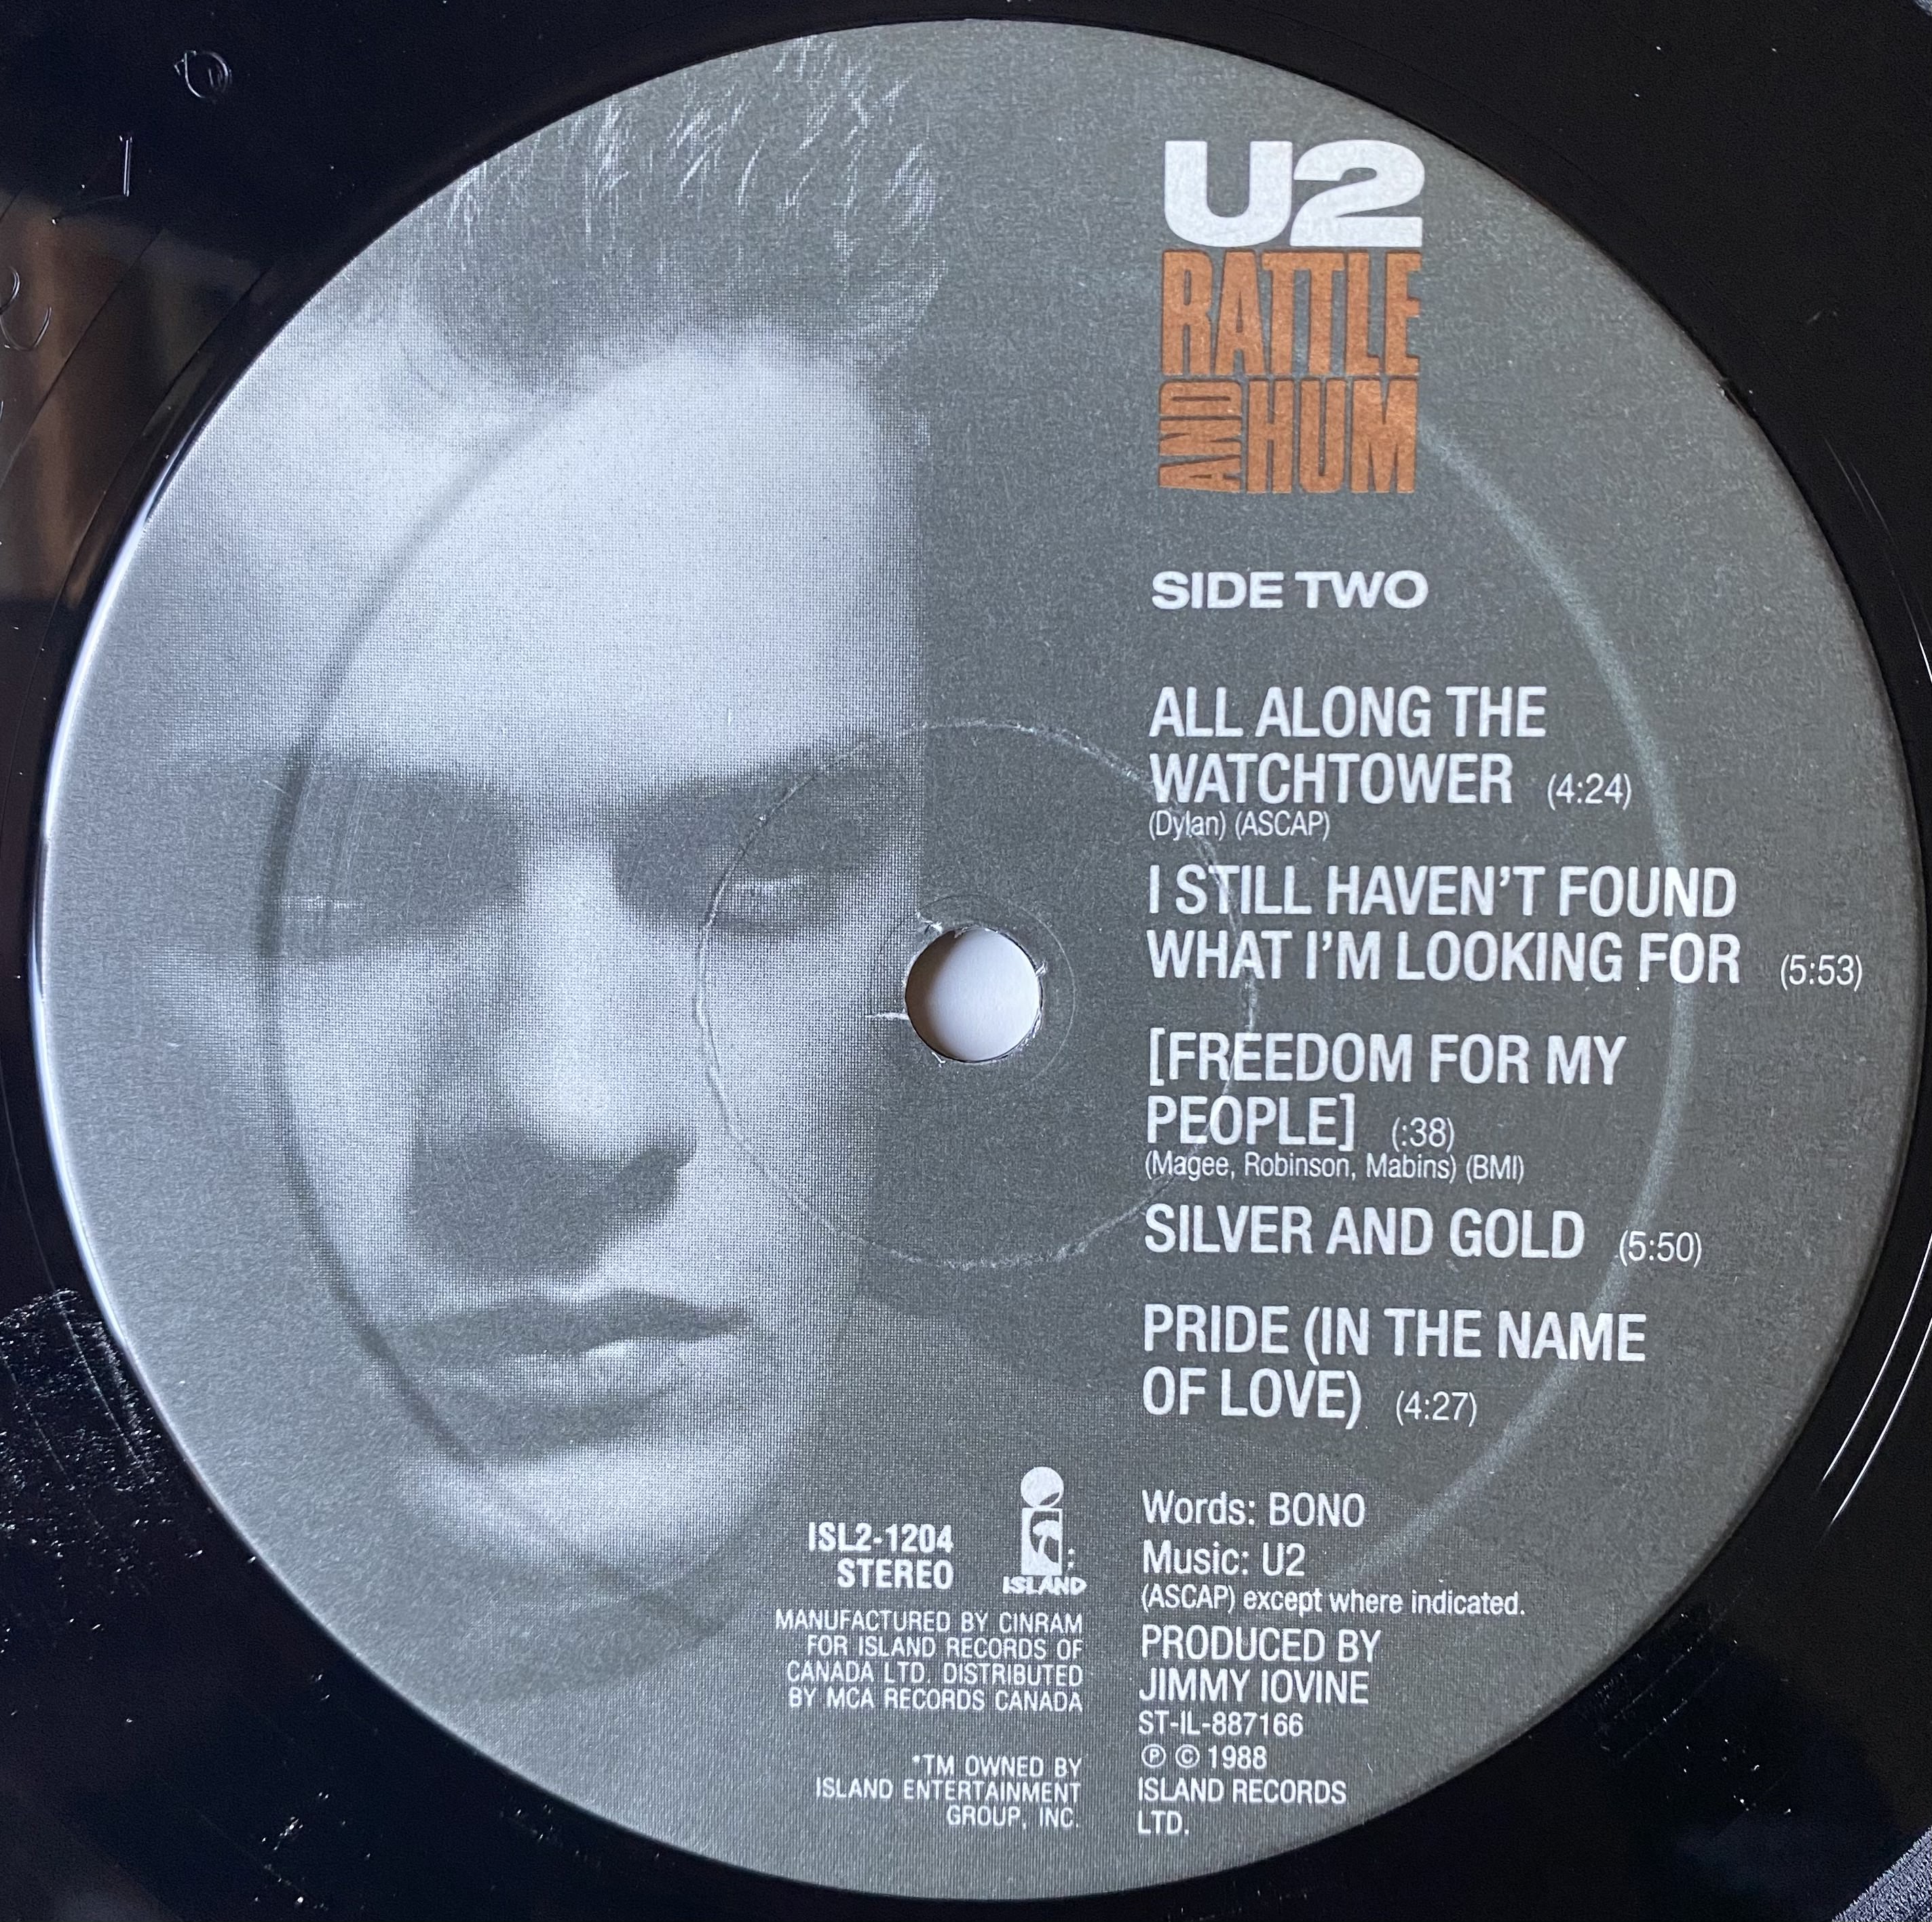 U2
RATTLE
AND HUM
SIDE TWO
ALL ALONG THE
WATCHTOWER (4:24)
(Dylan) (ASCAP)
I STILL HAVEN'T FOUND
WHAT I'M LOOKING FOR (5:53)
[FREEDOM FOR MY
PEOPLE] (:38)
(Magee, Robinson, Mabins) (BMI)
SILVER AND GOLD (5:50)
PRIDE (IN THE NAME
OF LOVE) (4:27)
ISL2-1204
STEREO
ISLAND
MANUFACTURED BY CINRAM
FOR ISLAND RECORDS OF
CANADA LTD. DISTRIBUTED
BY MCA RECORDS CANADA
*TM OWNED BY
ISLAND ENTERTAINMENT
GROUP, INC.
Words: BONO
Music: U2
(ASCAP) except where indicated.
PRODUCED BY
JIMMY IOVINE
ST-IL-887166
℗ © 1988
ISLAND RECORDS
LTD.